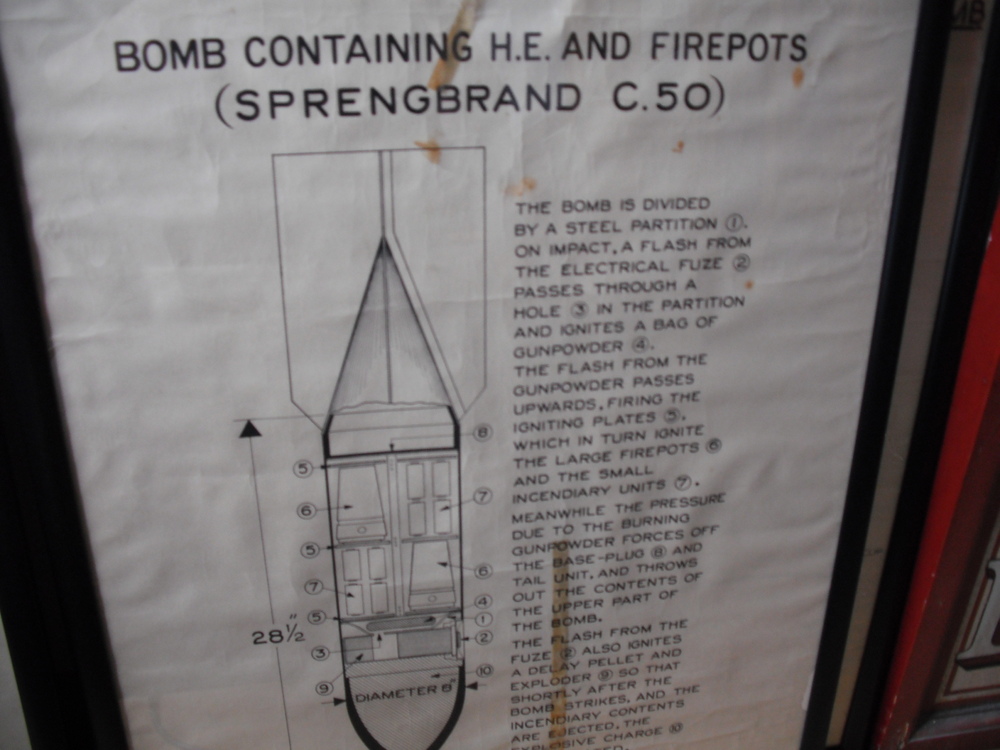 BOMB CONTAINING H.E. AND FIREPOTS
(SPRENGBRAND C.50)
THE BOMB IS DIVIDED
BY A STEEL PARTITION ①.
ON IMPACT, A FLASH FROM
THE ELECTRICAL FUZE ②
PASSES THROUGH A
HOLE ③ IN THE PARTITION
AND IGNITES A BAG OF
GUNPOWDER ④.
THE FLASH FROM THE
GUNPOWDER PASSES
UPWARDS, FIRING THE
IGNITING PLATES ⑤,
WHICH IN TURN IGNITE
THE LARGE FIREPOTS ⑥
AND THE SMALL
INCENDIARY UNITS ⑦.
MEANWHILE THE PRESSURE
DUE TO THE BURNING
GUNPOWDER FORCES OFF
THE BASE-PLUG ⑧ AND
TAIL UNIT, AND THROWS
OUT THE CONTENTS OF
THE UPPER PART OF
THE BOMB.
THE FLASH FROM THE
FUZE ② ALSO IGNITES
A DELAY PELLET AND
EXPLODER ⑨ SO THAT
SHORTLY AFTER THE
BOMB STRIKES, AND THE
INCENDIARY CONTENTS
ARE EJECTED, THE
EXPLOSIVE CHARGE ⑩
⑧
⑤
⑥
⑦
⑤
⑥
⑦
④
⑤
①
②
③
⑩
⑨
28½"
DIAMETER 8"
MB